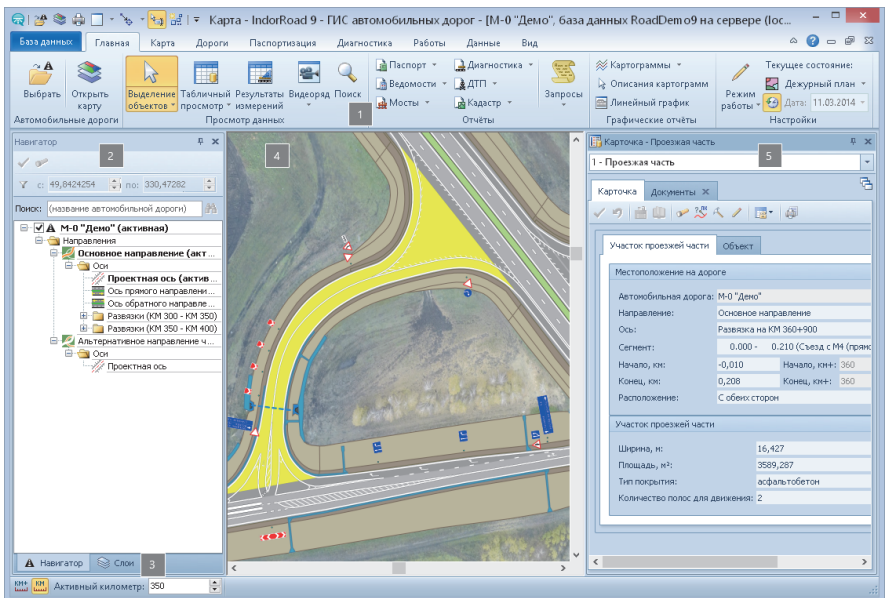 Карта - IndorRoad 9 - ГИС автомобильных дорог - [М-0 "Демо", база данных RoadDemo9 на сервере (loc...
База данных Главная Карта Дороги Паспортизация Диагностика Работы Данные Вид
Выбрать Открыть карту
Автомобильные дороги
Выделение объектов Табличный просмотр Результаты измерений Видеоряд Поиск
1
Просмотр данных
Паспорт Диагностика
Ведомости ДТП
Мосты Кадастр
Запросы
Отчёты
Картограммы
Описания картограмм
Линейный график
Графические отчёты
Режим работы
Текущее состояние:
Дежурный план
Дата: 11.03.2014
Настройки
Навигатор
2
с: 49,8424254 по: 330,47282
Поиск: (название автомобильной дороги)
М-0 "Демо" (активная)
Направления
Основное направление (акт...
Оси
Проектная ось (актив...
Ось прямого направлени...
Ось обратного направле...
Развязки (КМ 300 - КМ 350)
Развязки (КМ 350 - КМ 400)
Альтернативное направление ч...
Оси
Проектная ось
Навигатор Слои
3
4
Карточка - Проезжая часть
5
1 - Проезжая часть
Карточка Документы
Участок проезжей части Объект
Местоположение на дороге
Автомобильная дорога: М-0 "Демо"
Направление: Основное направление
Ось: Развязка на КМ 360+900
Сегмент: 0.000 - 0.210 (Съезд с М4 (прямо
Начало, км: -0,010 Начало, км+: 360
Конец, км: 0,208 Конец, км+: 360
Расположение: С обеих сторон
Участок проезжей части
Ширина, м: 16,427
Площадь, м²: 3589,287
Тип покрытия: асфальтобетон
Количество полос для движения: 2
КМ+ КМ Активный километр: 350